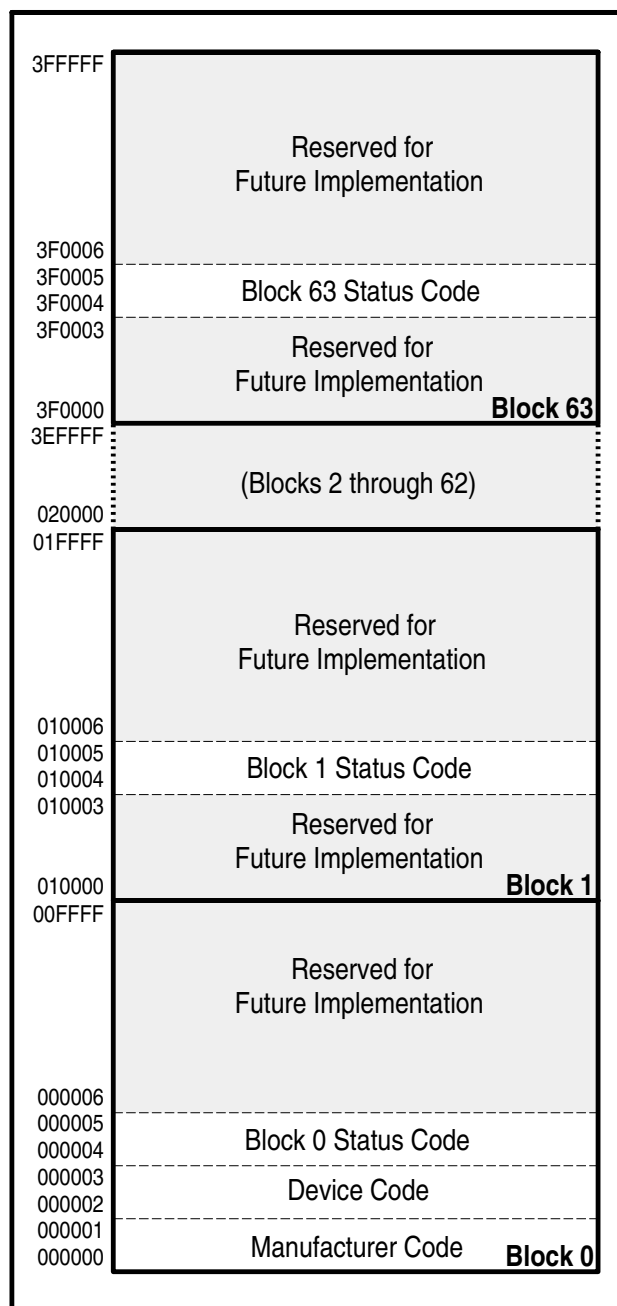 3FFFFF
Reserved for
Future Implementation
3F0006
3F0005
Block 63 Status Code
3F0004
3F0003
Reserved for
Future Implementation
3F0000
Block 63
3EFFFF
(Blocks 2 through 62)
020000
01FFFF
Reserved for
Future Implementation
010006
010005
Block 1 Status Code
010004
010003
Reserved for
Future Implementation
010000
Block 1
00FFFF
Reserved for
Future Implementation
000006
000005
Block 0 Status Code
000004
000003
Device Code
000002
000001
Manufacturer Code
Block 0
000000